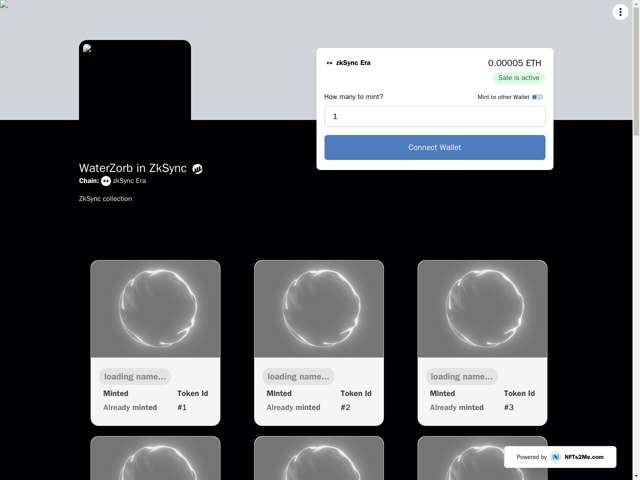 zkSync Era
0.00005 ETH
Sale is active
How many to mint?
Mint to other Wallet
1
Connect Wallet
WaterZorb in ZkSync
Chain: zkSync Era
ZkSync collection
loading name...
Minted Token Id
Already minted #1
loading name...
Minted Token Id
Already minted #2
loading name...
Minted Token Id
Already minted #3
Powered by NFTs2Me.com